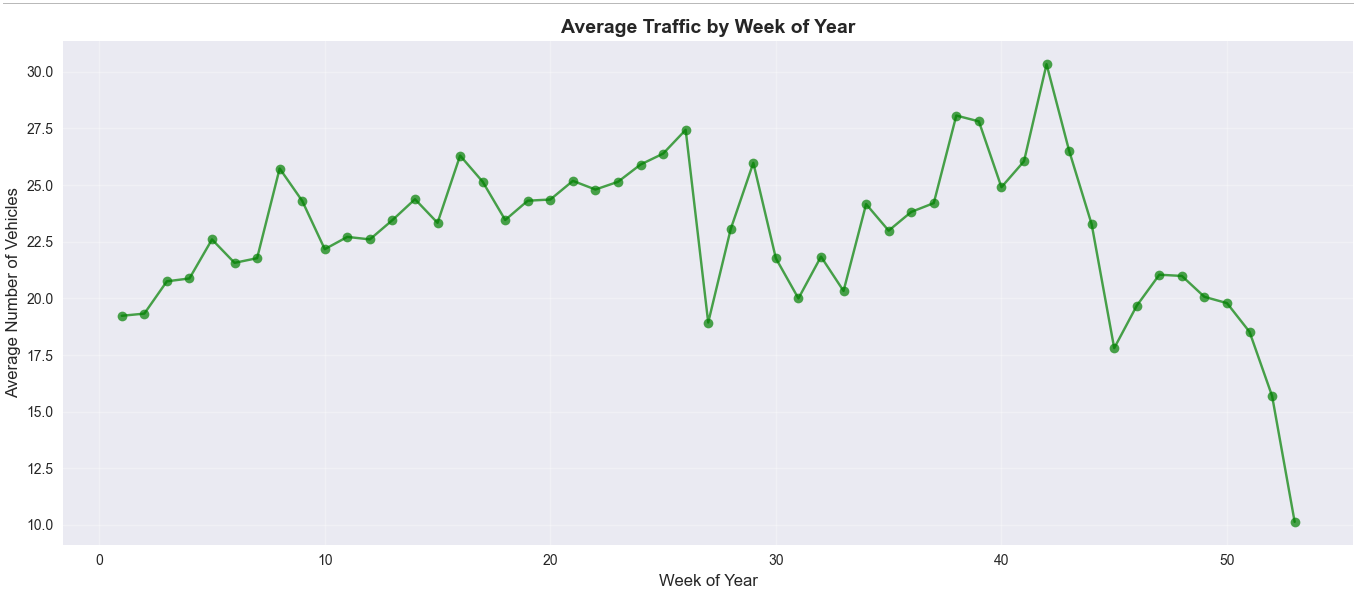 Average Traffic by Week of Year
Average Number of Vehicles
30.0
27.5
25.0
22.5
20.0
17.5
15.0
12.5
10.0
0 10 20 30 40 50
Week of Year